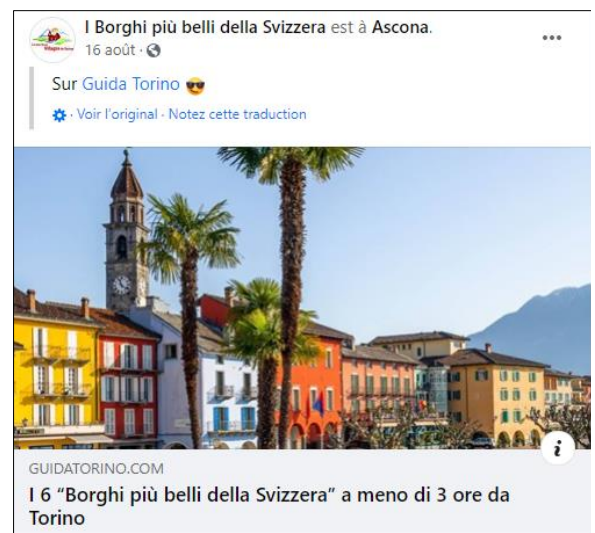 I Borghi più belli della Svizzera est à Ascona.
16 août ·
Sur Guida Torino 😎
· Voir l'original · Notez cette traduction
GUIDATORINO.COM
I 6 “Borghi più belli della Svizzera” a meno di 3 ore da
Torino